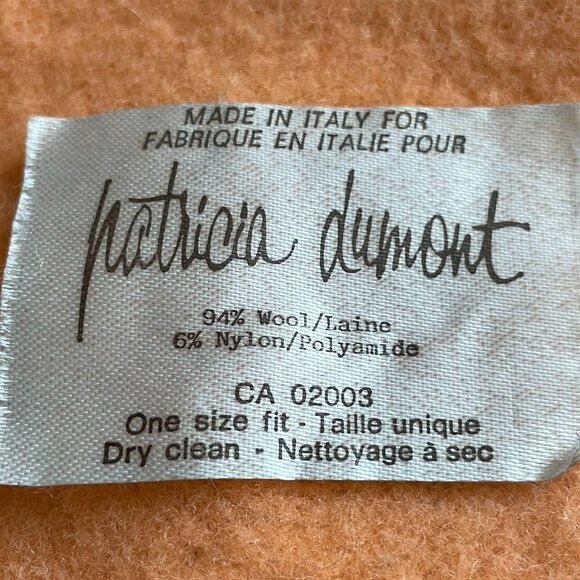 MADE IN ITALY FOR
FABRIQUE EN ITALIE POUR
patricia dumont
94% Wool/Laine
6% Nylon/Polyamide
CA 02003
One size fit - Taille unique
Dry clean - Nettoyage à sec